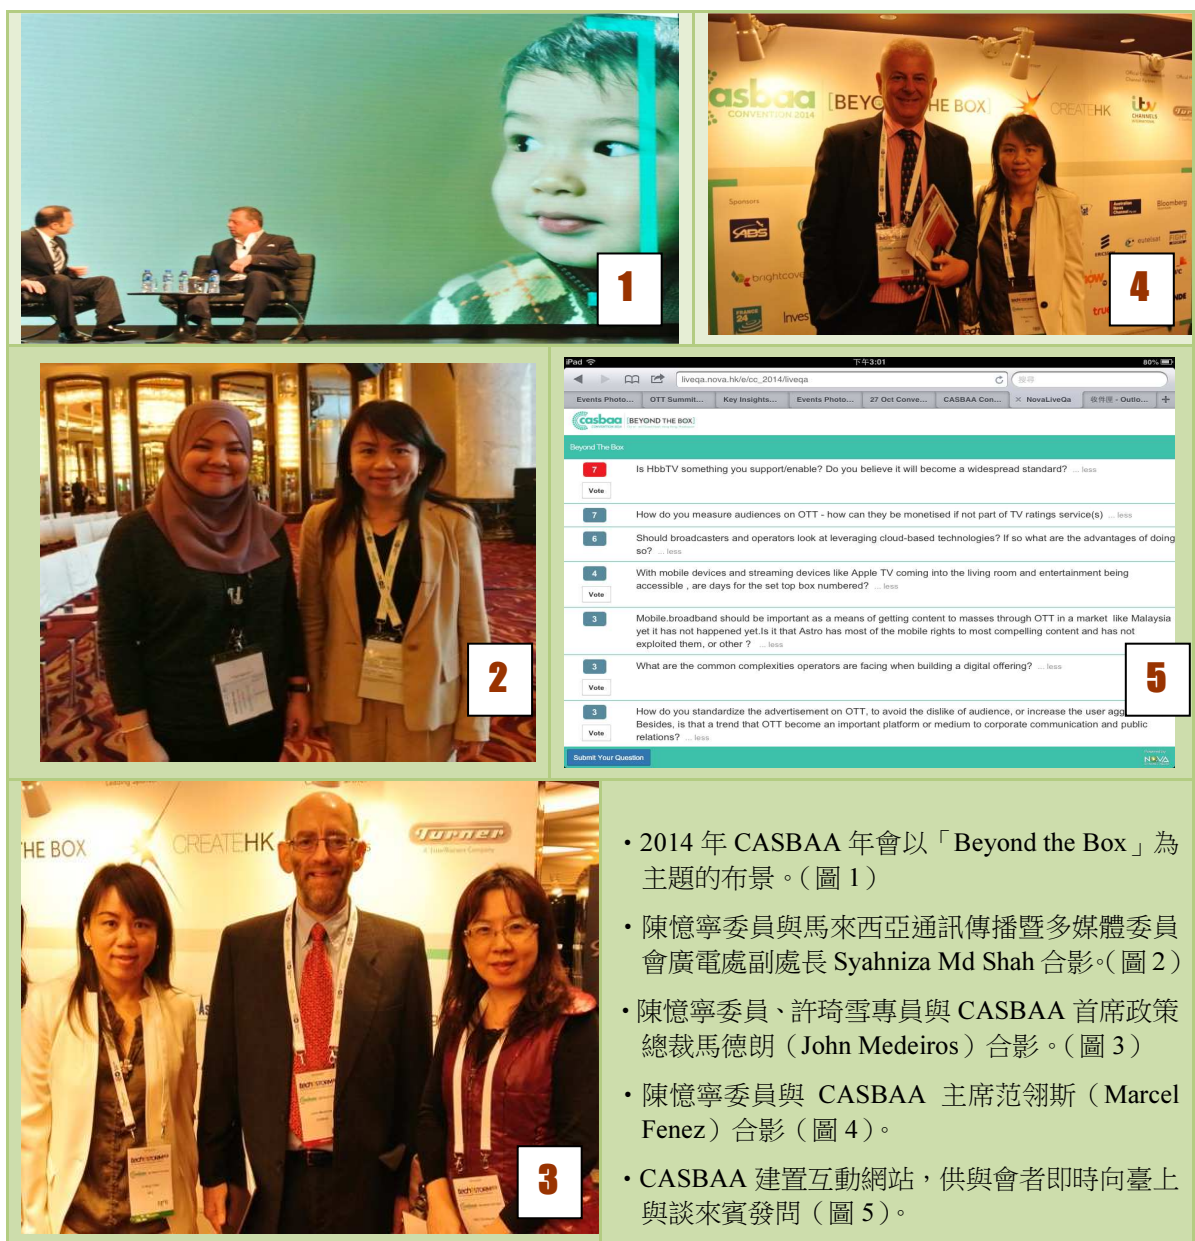 1
casbaa
CONVENTION 2014
[BEYOND THE BOX]
CREATEHK
itv
CHANNELS
Sponsors
ABS
Bloomberg
eutelsat
FIGHT
ERICSSON
brightcove
FRANCE
24
Inves
4
2
iPad
下午3:01
80%
liveqa.nova.hk/e/cc_2014/liveqa
搜尋
Events Photo...
OTT Summit...
Key Insights...
Events Photo...
27 Oct Conve...
CASBAA Con...
× NovaLiveQa
收件匣 - Outlo...
casbaa [BEYOND THE BOX]
Beyond The Box
7 Is HbbTV something you support/enable? Do you believe it will become a widespread standard? ... less
Vote
7 How do you measure audiences on OTT - how can they be monetised if not part of TV ratings service(s) ... less
6 Should broadcasters and operators look at leveraging cloud-based technologies? If so what are the advantages of doing
so? ... less
4 With mobile devices and streaming devices like Apple TV coming into the living room and entertainment being
Vote accessible , are days for the set top box numbered? ... less
3 Mobile.broadband should be important as a means of getting content to masses through OTT in a market like Malaysia
yet it has not happened yet.Is it that Astro has most of the mobile rights to most compelling content and has not
exploited them, or other ? ... less
3 What are the common complexities operators are facing when building a digital offering? ... less
Vote
3 How do you standardize the advertisement on OTT, to avoid the dislike of audience, or increase the user agg
Vote Besides, is that a trend that OTT become an important platform or medium to corporate communication and public
relations? ... less
Submit Your Question
NOVA
5
HE BOX
CREATEHK
Turner
A TimeWarner Company
3
・2014 年 CASBAA 年會以「Beyond the Box」為
主題的布景。（圖 1）
・陳憶寧委員與馬來西亞通訊傳播暨多媒體委員
會廣電處副處長 Syahniza Md Shah 合影。（圖 2）
・陳憶寧委員、許琦雪專員與 CASBAA 首席政策
總裁馬德朗（John Medeiros）合影。（圖 3）
・陳憶寧委員與 CASBAA 主席范翎斯（Marcel
Fenez）合影（圖 4）。
・CASBAA 建置互動網站，供與會者即時向臺上
與談來賓發問（圖 5）。